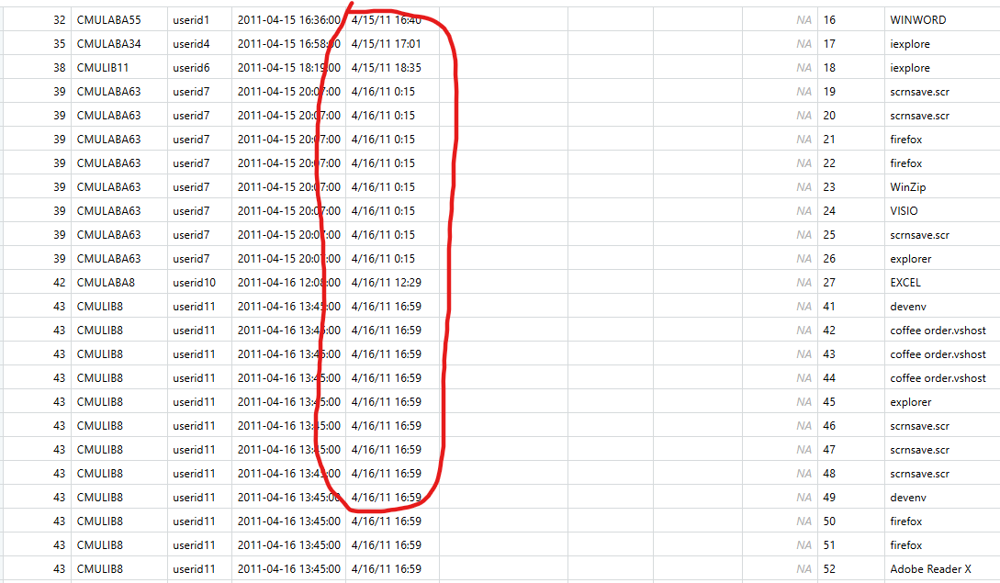 32 CMULABA55 userid1 2011-04-15 16:36:00 4/15/11 16:40 NA 16 WINWORD
35 CMULABA34 userid4 2011-04-15 16:58:00 4/15/11 17:01 NA 17 iexplore
38 CMULIB11 userid6 2011-04-15 18:19:00 4/15/11 18:35 NA 18 iexplore
39 CMULABA63 userid7 2011-04-15 20:07:00 4/16/11 0:15 NA 19 scrnsave.scr
39 CMULABA63 userid7 2011-04-15 20:07:00 4/16/11 0:15 NA 20 scrnsave.scr
39 CMULABA63 userid7 2011-04-15 20:07:00 4/16/11 0:15 NA 21 firefox
39 CMULABA63 userid7 2011-04-15 20:07:00 4/16/11 0:15 NA 22 firefox
39 CMULABA63 userid7 2011-04-15 20:07:00 4/16/11 0:15 NA 23 WinZip
39 CMULABA63 userid7 2011-04-15 20:07:00 4/16/11 0:15 NA 24 VISIO
39 CMULABA63 userid7 2011-04-15 20:07:00 4/16/11 0:15 NA 25 scrnsave.scr
39 CMULABA63 userid7 2011-04-15 20:07:00 4/16/11 0:15 NA 26 explorer
42 CMULABA8 userid10 2011-04-16 12:08:00 4/16/11 12:29 NA 27 EXCEL
43 CMULIB8 userid11 2011-04-16 13:45:00 4/16/11 16:59 NA 41 devenv
43 CMULIB8 userid11 2011-04-16 13:45:00 4/16/11 16:59 NA 42 coffee order.vshost
43 CMULIB8 userid11 2011-04-16 13:45:00 4/16/11 16:59 NA 43 coffee order.vshost
43 CMULIB8 userid11 2011-04-16 13:45:00 4/16/11 16:59 NA 44 coffee order.vshost
43 CMULIB8 userid11 2011-04-16 13:45:00 4/16/11 16:59 NA 45 explorer
43 CMULIB8 userid11 2011-04-16 13:45:00 4/16/11 16:59 NA 46 scrnsave.scr
43 CMULIB8 userid11 2011-04-16 13:45:00 4/16/11 16:59 NA 47 scrnsave.scr
43 CMULIB8 userid11 2011-04-16 13:45:00 4/16/11 16:59 NA 48 scrnsave.scr
43 CMULIB8 userid11 2011-04-16 13:45:00 4/16/11 16:59 NA 49 devenv
43 CMULIB8 userid11 2011-04-16 13:45:00 4/16/11 16:59 NA 50 firefox
43 CMULIB8 userid11 2011-04-16 13:45:00 4/16/11 16:59 NA 51 firefox
43 CMULIB8 userid11 2011-04-16 13:45:00 4/16/11 16:59 NA 52 Adobe Reader X